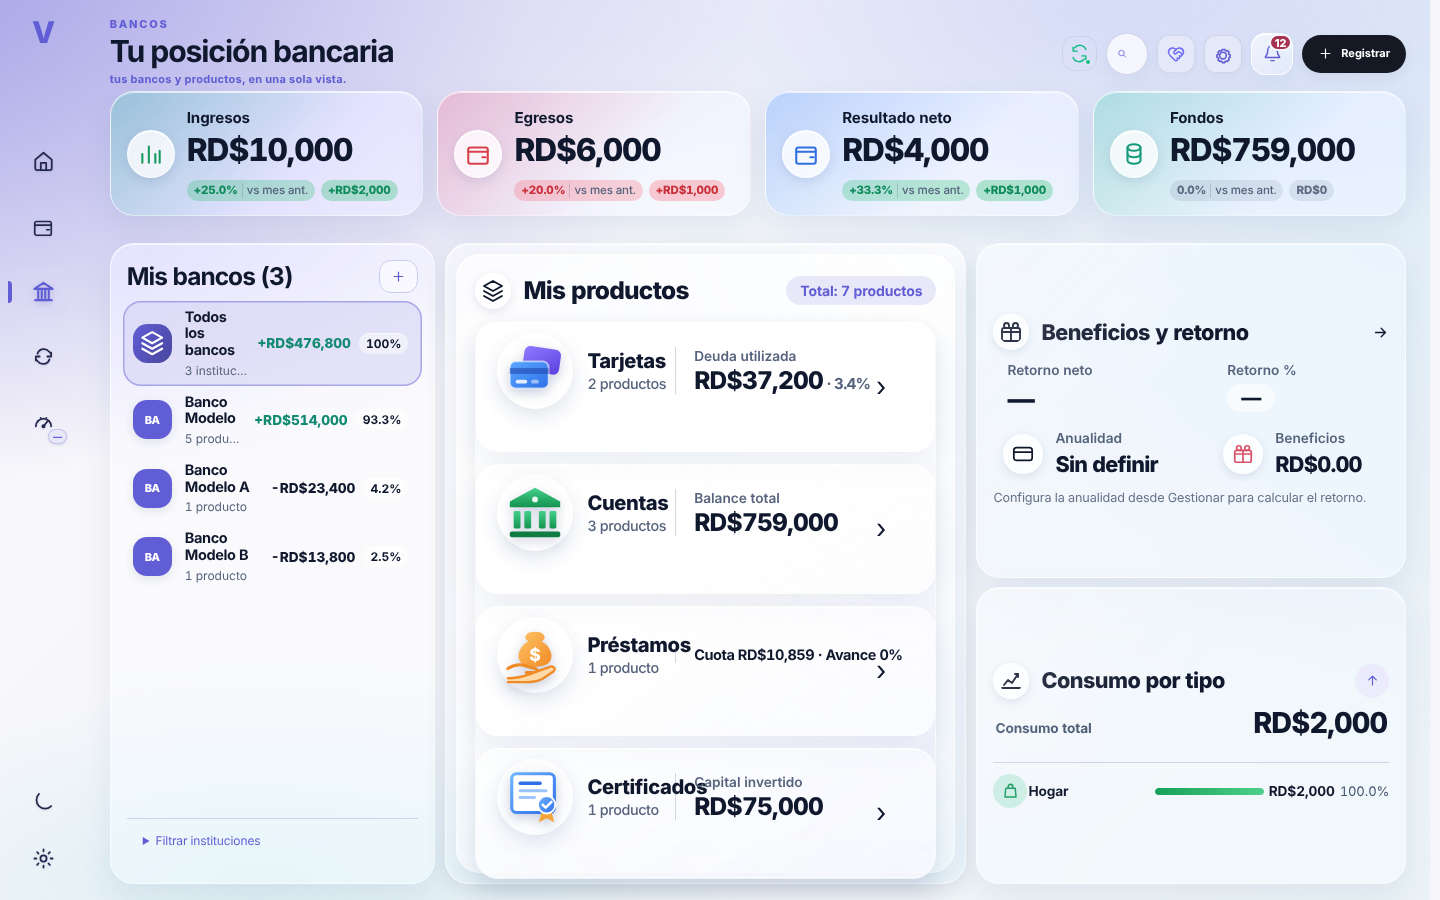 V
BANCOS
Tu posición bancaria
tus bancos y productos, en una sola vista.
12
+ Registrar
Ingresos
RD$10,000
+25.0% vs mes ant. +RD$2,000
Egresos
RD$6,000
+20.0% vs mes ant. +RD$1,000
Resultado neto
RD$4,000
+33.3% vs mes ant. +RD$1,000
Fondos
RD$759,000
0.0% vs mes ant. RD$0
Mis bancos (3)
+
Todos
los
bancos
3 instituc...
+RD$476,800 100%
BA
Banco
Modelo
5 produ...
+RD$514,000 93.3%
BA
Banco
Modelo A
1 producto
-RD$23,400 4.2%
BA
Banco
Modelo B
1 producto
-RD$13,800 2.5%
Filtrar instituciones
Mis productos
Total: 7 productos
Tarjetas
2 productos
Deuda utilizada
RD$37,200 · 3.4%
Cuentas
3 productos
Balance total
RD$759,000
$
Préstamos
1 producto
Cuota RD$10,859 · Avance 0%
Certificados
1 producto
Capital invertido
RD$75,000
Beneficios y retorno
Retorno neto
—
Retorno %
—
Anualidad
Sin definir
Beneficios
RD$0.00
Configura la anualidad desde Gestionar para calcular el retorno.
Consumo por tipo
Consumo total
RD$2,000
Hogar
RD$2,000 100.0%